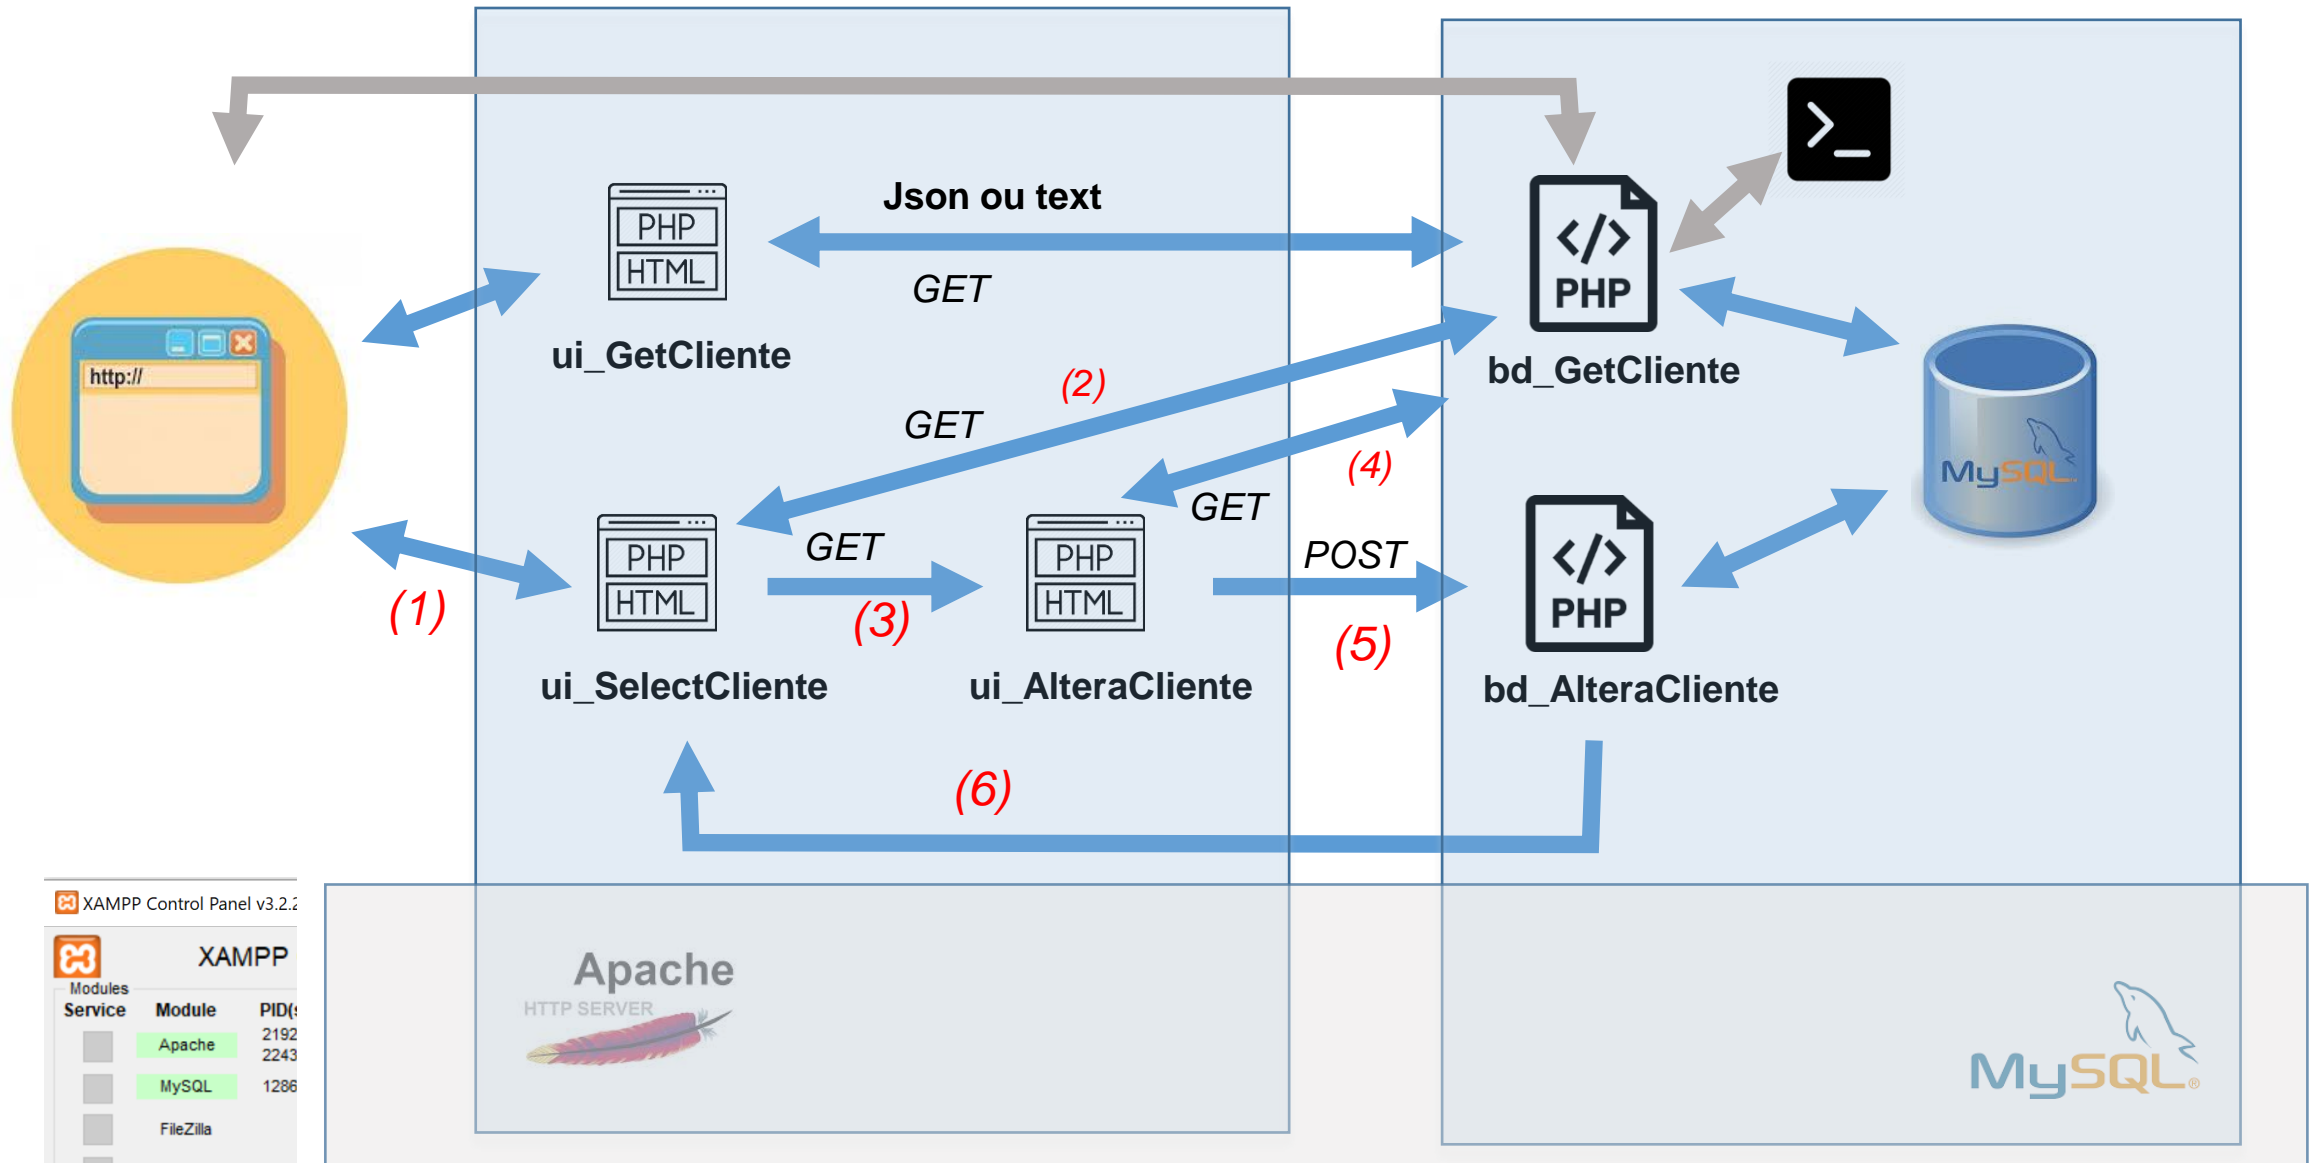 Json ou text
PHP
HTML
GET
ui_GetCliente
</>
PHP
bd_GetCliente
>_
http://
(2)
GET
(4)
GET
MySQL
(1)
PHP
HTML
ui_SelectCliente
GET
(3)
PHP
HTML
ui_AlteraCliente
POST
(5)
</>
PHP
bd_AlteraCliente
(6)
XAMPP Control Panel v3.2.2
XAMPP
Modules
Service Module PID(s
Apache 2192
2243
MySQL 1286
FileZilla
Apache
HTTP SERVER
MySQL®